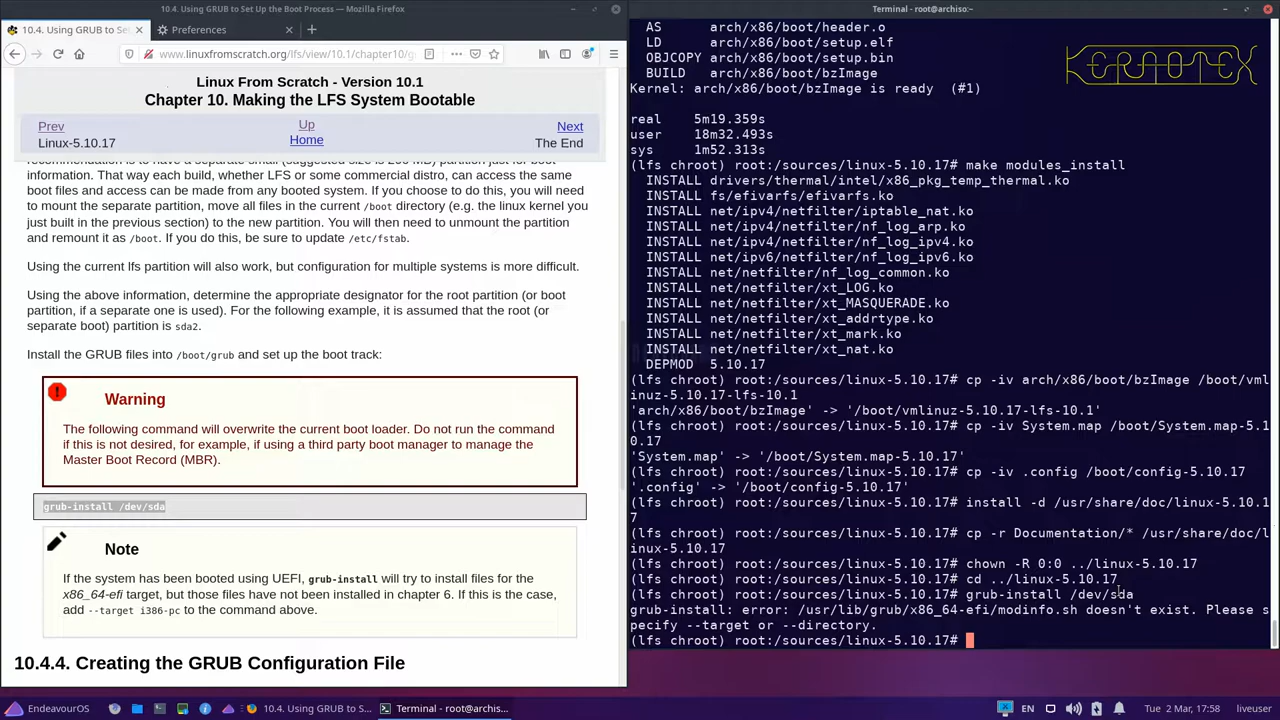 10.4. Using GRUB to Set Up the Boot Process - Mozilla Firefox
10.4. Using GRUB to Se
Preferences
www.linuxfromscratch.org/lfs/view/10.1/chapter10/g
Linux From Scratch - Version 10.1
Chapter 10. Making the LFS System Bootable
Prev
Up
Next
Linux-5.10.17
Home
The End
information. That way each build, whether LFS or some commercial distro, can access the same
boot files and access can be made from any booted system. If you choose to do this, you will need
to mount the separate partition, move all files in the current /boot directory (e.g. the linux kernel you
just built in the previous section) to the new partition. You will then need to unmount the partition
and remount it as /boot. If you do this, be sure to update /etc/fstab.
Using the current lfs partition will also work, but configuration for multiple systems is more difficult.
Using the above information, determine the appropriate designator for the root partition (or boot
partition, if a separate one is used). For the following example, it is assumed that the root (or
separate boot) partition is sda2.
Install the GRUB files into /boot/grub and set up the boot track:
Warning
The following command will overwrite the current boot loader. Do not run the command
if this is not desired, for example, if using a third party boot manager to manage the
Master Boot Record (MBR).
grub-install /dev/sda
Note
If the system has been booted using UEFI, grub-install will try to install files for the
x86_64-efi target, but those files have not been installed in chapter 6. If this is the case,
add --target i386-pc to the command above.
10.4.4. Creating the GRUB Configuration File
Terminal - root@archiso:~
KERAOTEX
AS      arch/x86/boot/header.o
LD      arch/x86/boot/setup.elf
OBJCOPY arch/x86/boot/setup.bin
BUILD   arch/x86/boot/bzImage
Kernel: arch/x86/boot/bzImage is ready  (#1)
real    5m19.359s
user    18m32.493s
sys     1m52.313s
(lfs chroot) root:/sources/linux-5.10.17# make modules_install
INSTALL drivers/thermal/intel/x86_pkg_temp_thermal.ko
INSTALL fs/efivarfs/efivarfs.ko
INSTALL net/ipv4/netfilter/iptable_nat.ko
INSTALL net/ipv4/netfilter/nf_log_arp.ko
INSTALL net/ipv4/netfilter/nf_log_ipv4.ko
INSTALL net/ipv6/netfilter/nf_log_ipv6.ko
INSTALL net/netfilter/nf_log_common.ko
INSTALL net/netfilter/xt_LOG.ko
INSTALL net/netfilter/xt_MASQUERADE.ko
INSTALL net/netfilter/xt_addrtype.ko
INSTALL net/netfilter/xt_mark.ko
INSTALL net/netfilter/xt_nat.ko
DEPMOD  5.10.17
(lfs chroot) root:/sources/linux-5.10.17# cp -iv arch/x86/boot/bzImage /boot/vml
inuz-5.10.17-lfs-10.1
'arch/x86/boot/bzImage' -> '/boot/vmlinuz-5.10.17-lfs-10.1'
(lfs chroot) root:/sources/linux-5.10.17# cp -iv System.map /boot/System.map-5.1
0.17
'System.map' -> '/boot/System.map-5.10.17'
(lfs chroot) root:/sources/linux-5.10.17# cp -iv .config /boot/config-5.10.17
'.config' -> '/boot/config-5.10.17'
(lfs chroot) root:/sources/linux-5.10.17# install -d /usr/share/doc/linux-5.10.1
7
(lfs chroot) root:/sources/linux-5.10.17# cp -r Documentation/* /usr/share/doc/l
inux-5.10.17
(lfs chroot) root:/sources/linux-5.10.17# chown -R 0:0 ../linux-5.10.17
(lfs chroot) root:/sources/linux-5.10.17# cd ../linux-5.10.17
(lfs chroot) root:/sources/linux-5.10.17# grub-install /dev/sda
grub-install: error: /usr/lib/grub/x86_64-efi/modinfo.sh doesn't exist. Please s
pecify --target or --directory.
(lfs chroot) root:/sources/linux-5.10.17#
EndeavourOS
10.4. Using GRUB to S...
Terminal - root@archis...
EN
Tue 2 Mar, 17:58
liveuser